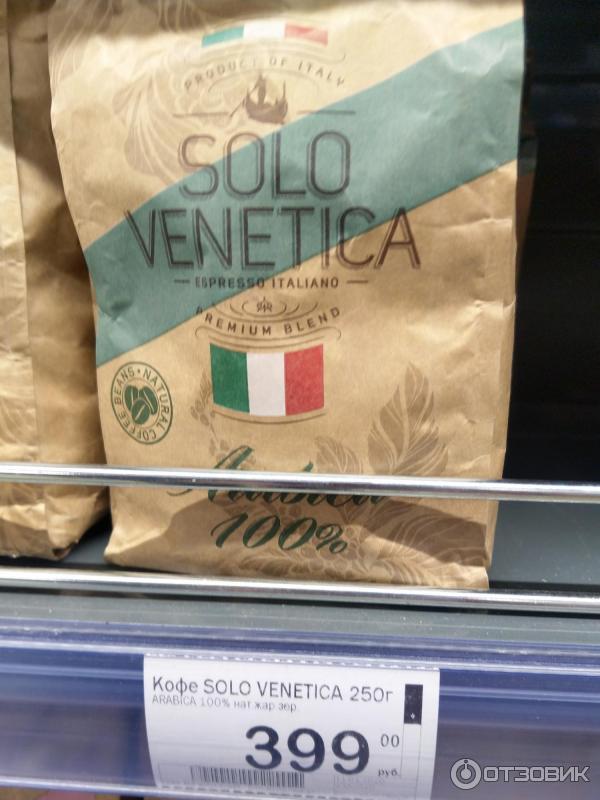 PRODUCT OF ITALY
SOLO
VENETICA
ESPRESSO ITALIANO
PREMIUM BLEND
NATURAL COFFEE BEANS
Arabica
100%
Кофе SOLO VENETICA 250г
ARABICA 100% нат жар зер.
399 00
руб.
ОТЗОВИК